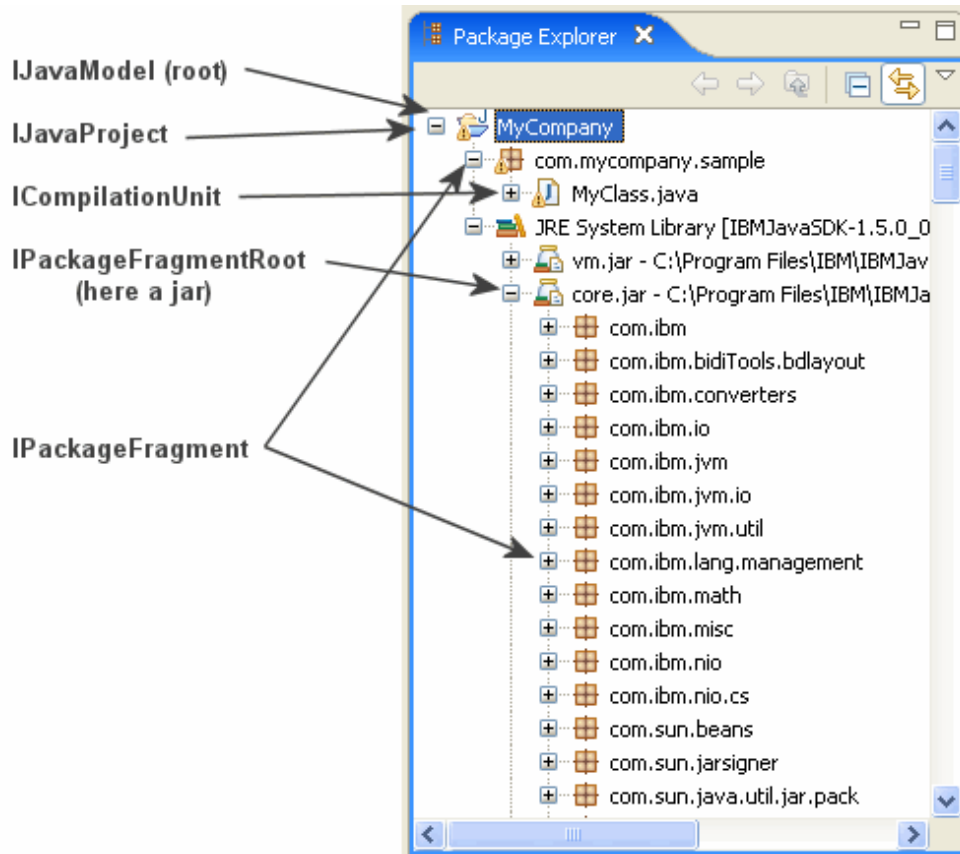 IJavaModel (root)
IJavaProject
ICompilationUnit
IPackageFragmentRoot
(here a jar)
IPackageFragment
Package Explorer
MyCompany
com.mycompany.sample
MyClass.java
JRE System Library [IBMJavaSDK-1.5.0_0
vm.jar - C:\Program Files\IBM\IBMJav
core.jar - C:\Program Files\IBM\IBMJa
com.ibm
com.ibm.bidiTools.bdlayout
com.ibm.converters
com.ibm.io
com.ibm.jvm
com.ibm.jvm.io
com.ibm.jvm.util
com.ibm.lang.management
com.ibm.math
com.ibm.misc
com.ibm.nio
com.ibm.nio.cs
com.sun.beans
com.sun.jarsigner
com.sun.java.util.jar.pack